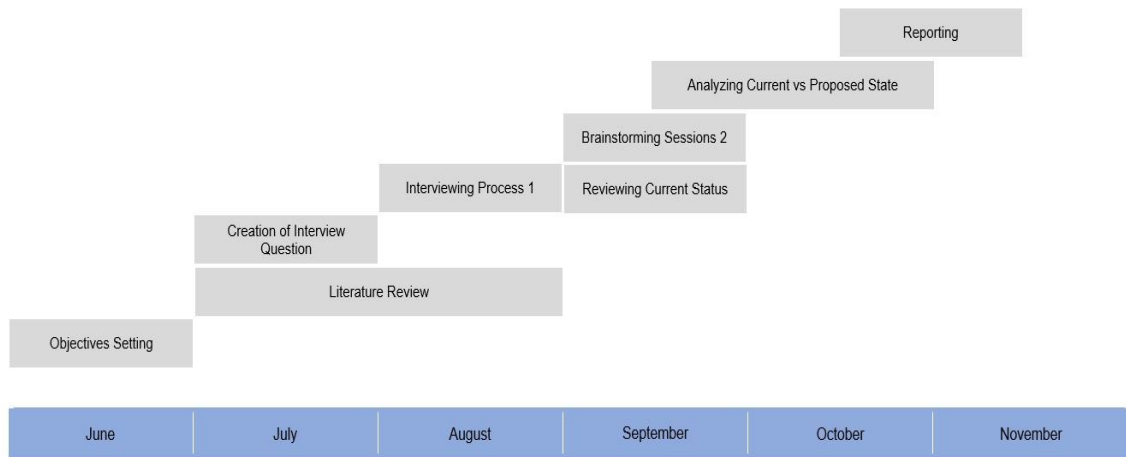 Reporting
Analyzing Current vs Proposed State
Brainstorming Sessions 2
Interviewing Process 1
Reviewing Current Status
Creation of Interview
Question
Literature Review
Objectives Setting
June
July
August
September
October
November